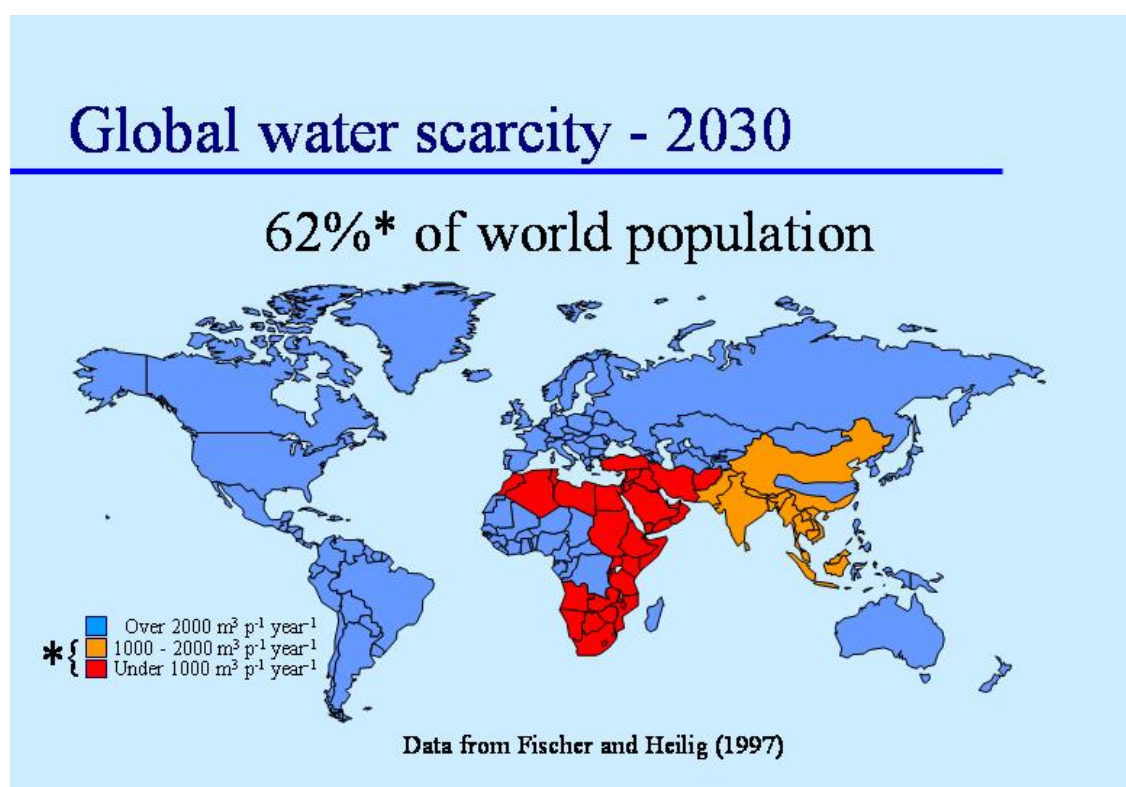 Global water scarcity - 2030
62%* of world population
Over 2000 m³ p⁻¹ year⁻¹
* { 1000 - 2000 m³ p⁻¹ year⁻¹
Under 1000 m³ p⁻¹ year⁻¹
Data from Fischer and Heilig (1997)